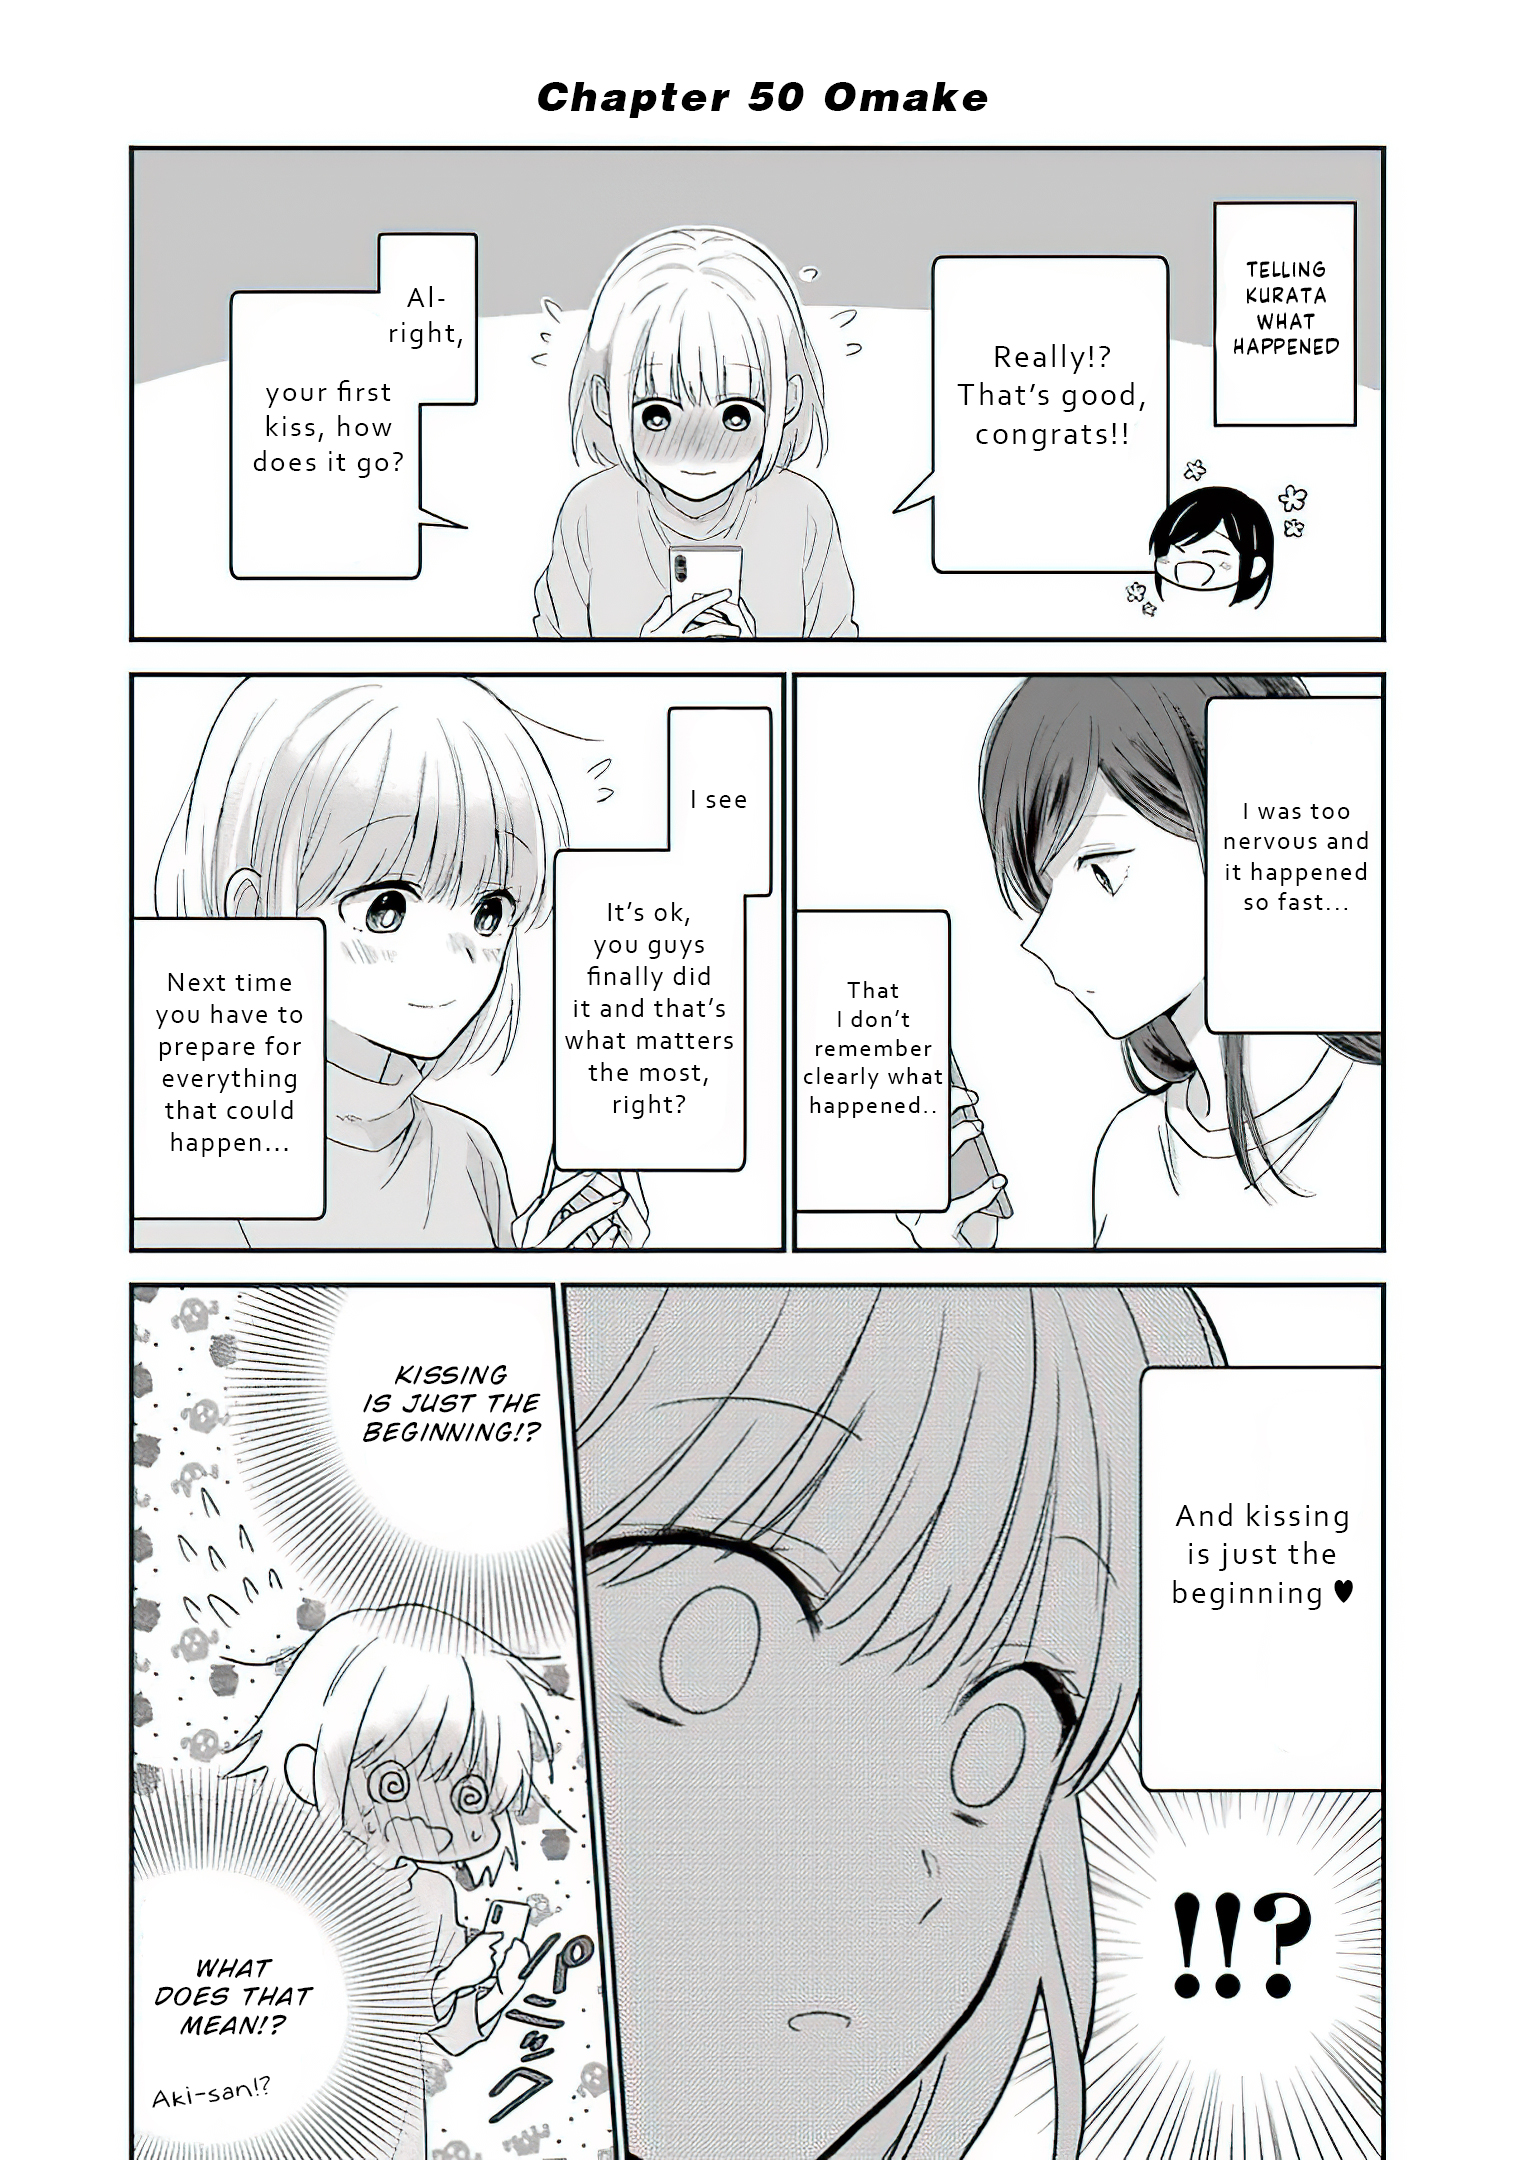 Chapter 50 Omake
TELLING
KURATA
WHAT
HAPPENED
Really!?
That's good,
congrats!!
Al-
right,
your first
kiss, how
does it go?
I was too
nervous and
it happened
so fast...
That
I don't
remember
clearly what
happened..
I see
It's ok,
you guys
finally did
it and that's
what matters
the most,
right?
Next time
you have to
prepare for
everything
that could
happen...
And kissing
is just the
beginning ♥
!!?
KISSING
IS JUST THE
BEGINNING!?
パニック
WHAT
DOES THAT
MEAN!?
Aki-san!?